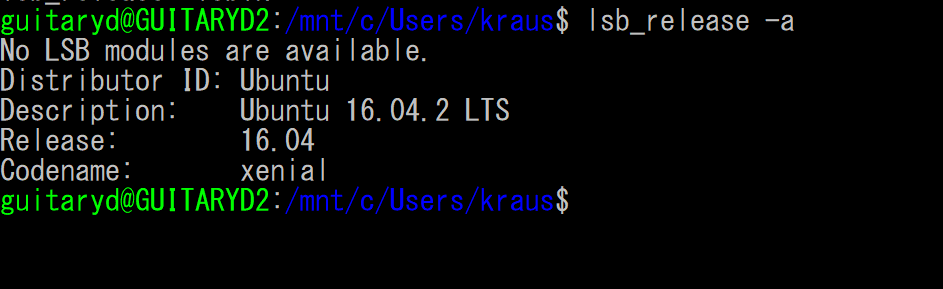 guitaryd@GUITARYD2:/mnt/c/Users/kraus$ lsb_release -a
No LSB modules are available.
Distributor ID: Ubuntu
Description:    Ubuntu 16.04.2 LTS
Release:        16.04
Codename:       xenial
guitaryd@GUITARYD2:/mnt/c/Users/kraus$